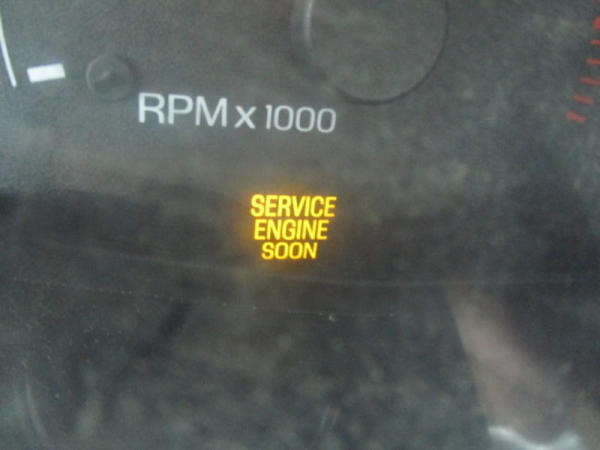 RPM x 1000
SERVICE
ENGINE
SOON